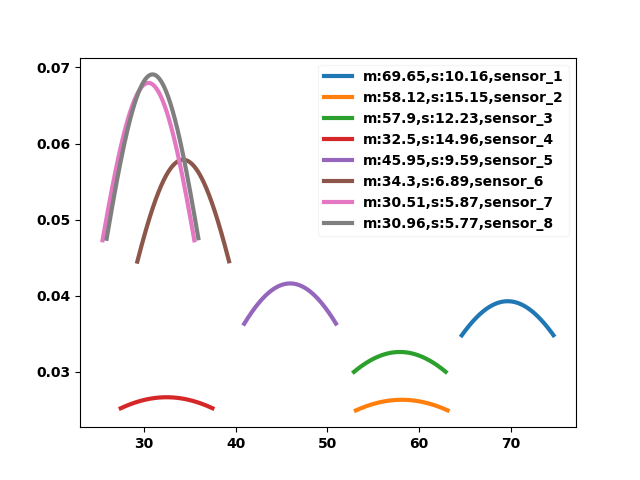 0.07
0.06
0.05
0.04
0.03
30 40 50 60 70
m:69.65,s:10.16,sensor_1
m:58.12,s:15.15,sensor_2
m:57.9,s:12.23,sensor_3
m:32.5,s:14.96,sensor_4
m:45.95,s:9.59,sensor_5
m:34.3,s:6.89,sensor_6
m:30.51,s:5.87,sensor_7
m:30.96,s:5.77,sensor_8